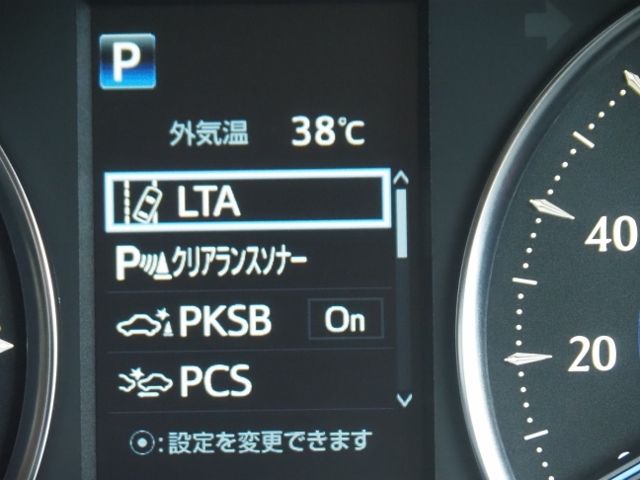 P
外気温 38℃
LTA
Pクリアランスソナー
PKSB On
PCS
:設定を変更できます
40
20